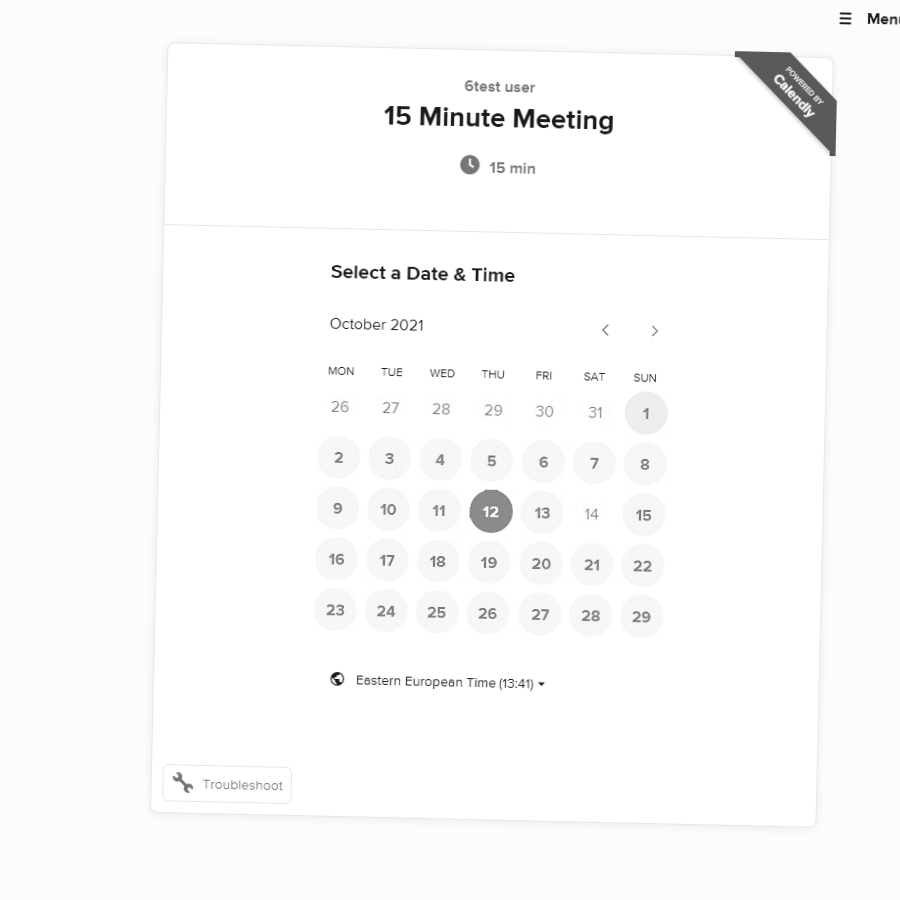 Menu
POWERED BY
Calendly
6test user
15 Minute Meeting
15 min
Select a Date & Time
October 2021
MON TUE WED THU FRI SAT SUN
26 27 28 29 30 31 1
2 3 4 5 6 7 8
9 10 11 12 13 14 15
16 17 18 19 20 21 22
23 24 25 26 27 28 29
Eastern European Time (13:41)
Troubleshoot